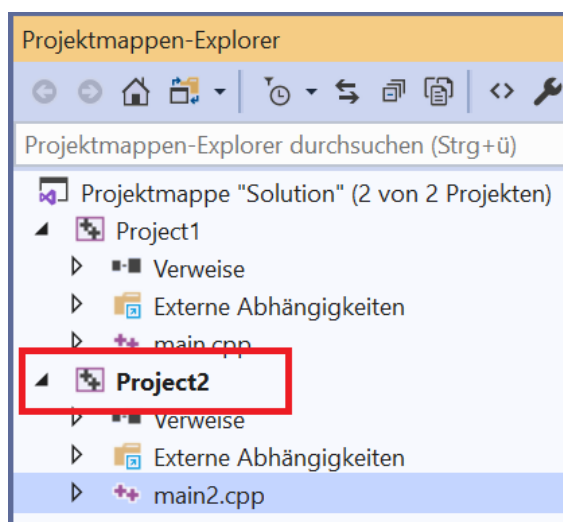 Projektmappen-Explorer
Projektmappen-Explorer durchsuchen (Strg+ü)
Projektmappe "Solution" (2 von 2 Projekten)
Project1
Verweise
Externe Abhängigkeiten
main.cpp
Project2
Verweise
Externe Abhängigkeiten
main2.cpp